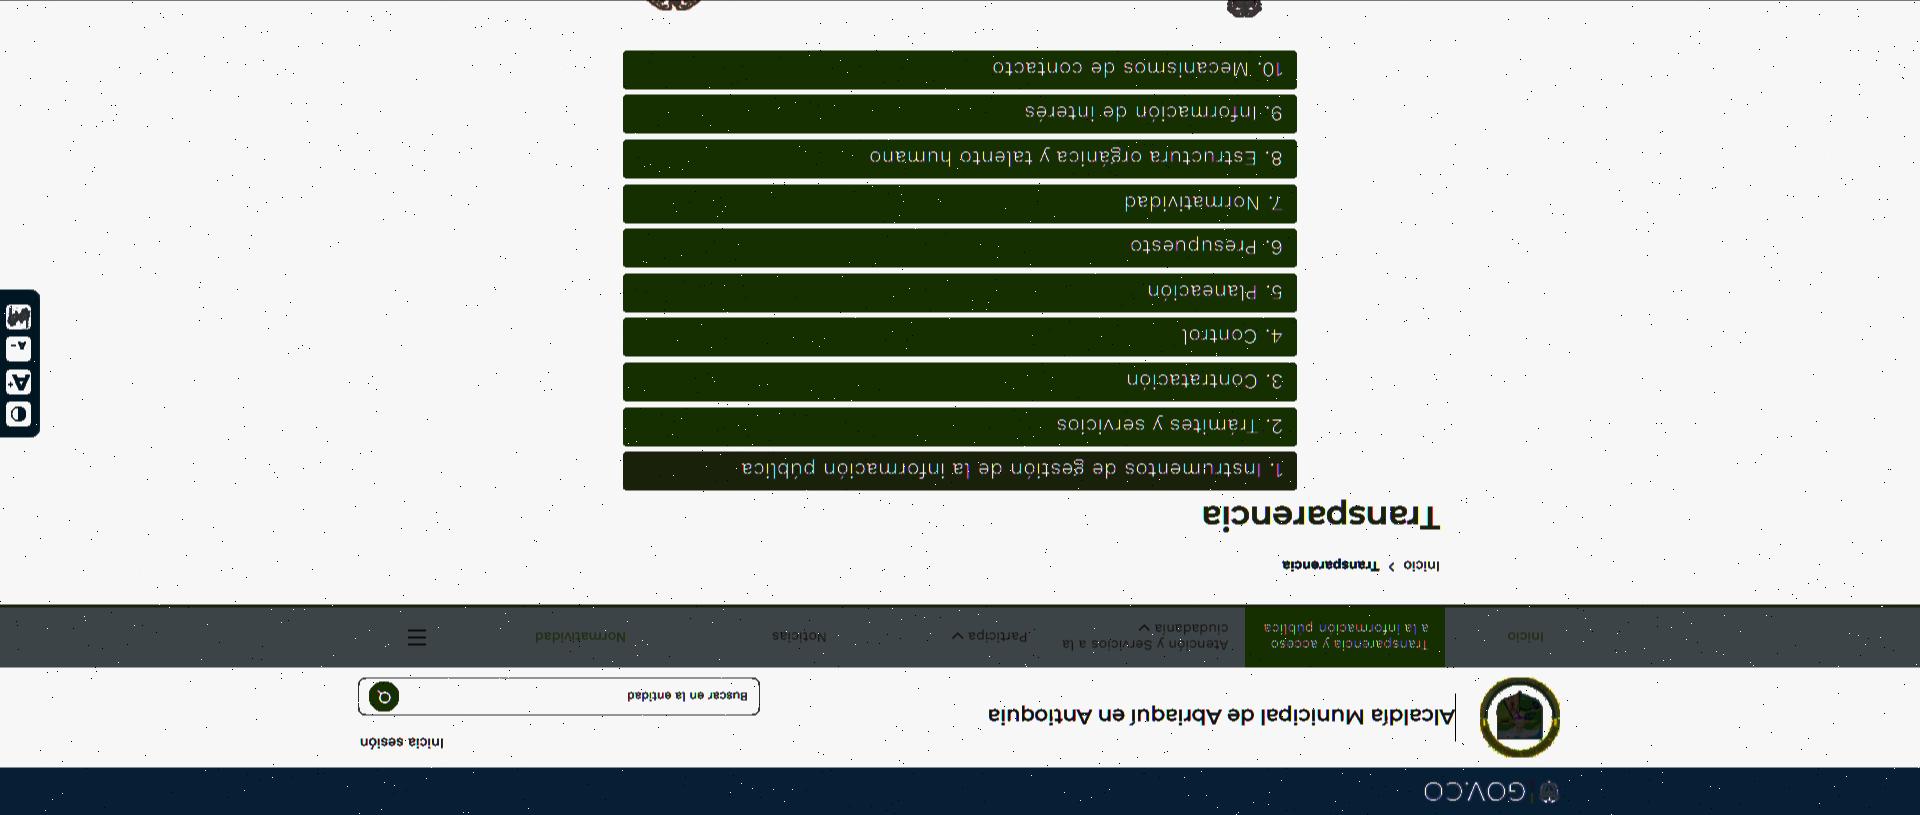 GOV.CO
Alcaldía Municipal de Abriaquí en Antioquia
Inicia sesión
Buscar en la entidad
Inicio
Transparencia y acceso
a la información pública
Atención y Servicios a la
ciudadanía
Participa
Noticias
Normatividad
Inicio > Transparencia
Transparencia
1. Instrumentos de gestión de la información pública
2. Trámites y servicios
3. Contratación
4. Control
5. Planeación
6. Presupuesto
7. Normatividad
8. Estructura orgánica y talento humano
9. Información de interés
10. Mecanismos de contacto
A+
A-